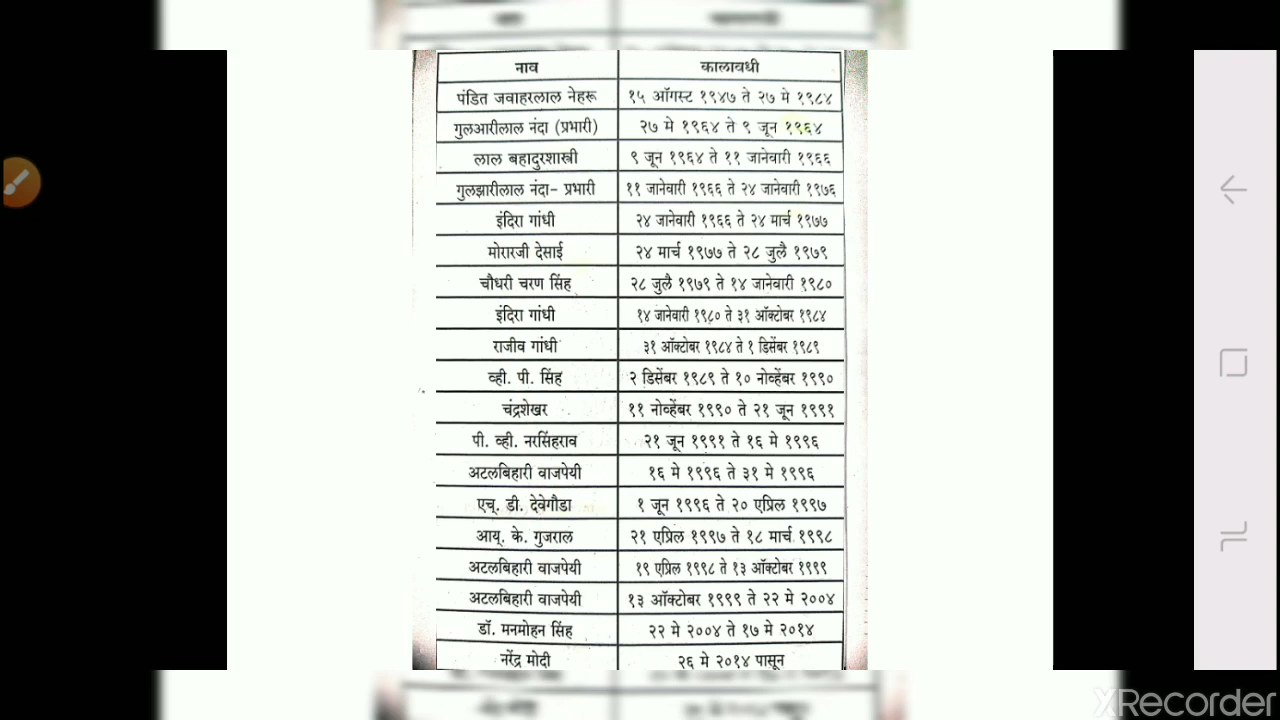 नाव कालावधी
पंडित जवाहरलाल नेहरू १५ ऑगस्ट १९४७ ते २७ मे १९८४
गुलआरीलाल नंदा (प्रभारी) २७ मे १९६४ ते ९ जून १९६४
लाल बहादुरशास्त्री ९ जून १९६४ ते ११ जानेवारी १९६६
गुलझारीलाल नंदा- प्रभारी ११ जानेवारी १९६६ ते २४ जानेवारी १९७६
इंदिरा गांधी २४ जानेवारी १९६६ ते २४ मार्च १९७७
मोरारजी देसाई २४ मार्च १९७७ ते २८ जुलै १९७९
चौधरी चरण सिंह २८ जुलै १९७९ ते १४ जानेवारी १९८०
इंदिरा गांधी १४ जानेवारी १९८० ते ३१ ऑक्टोबर १९८४
राजीव गांधी ३१ ऑक्टोबर १९८४ ते १ डिसेंबर १९८९
व्ही. पी. सिंह २ डिसेंबर १९८९ ते १० नोव्हेंबर १९९०
चंद्रशेखर ११ नोव्हेंबर १९९० ते २१ जून १९९१
पी. व्ही. नरसिंहराव २१ जून १९९१ ते १६ मे १९९६
अटलबिहारी वाजपेयी १६ मे १९९६ ते ३१ मे १९९६
एच्. डी. देवेगौडा १ जून १९९६ ते २० एप्रिल १९९७
आय्. के. गुजराल २१ एप्रिल १९९७ ते १८ मार्च १९९८
अटलबिहारी वाजपेयी १९ एप्रिल १९९८ ते १३ ऑक्टोबर १९९९
अटलबिहारी वाजपेयी १३ ऑक्टोबर १९९९ ते २२ मे २००४
डॉ. मनमोहन सिंह २२ मे २००४ ते १७ मे २०१४
नरेंद्र मोदी २६ मे २०१४ पासून
XRecorder